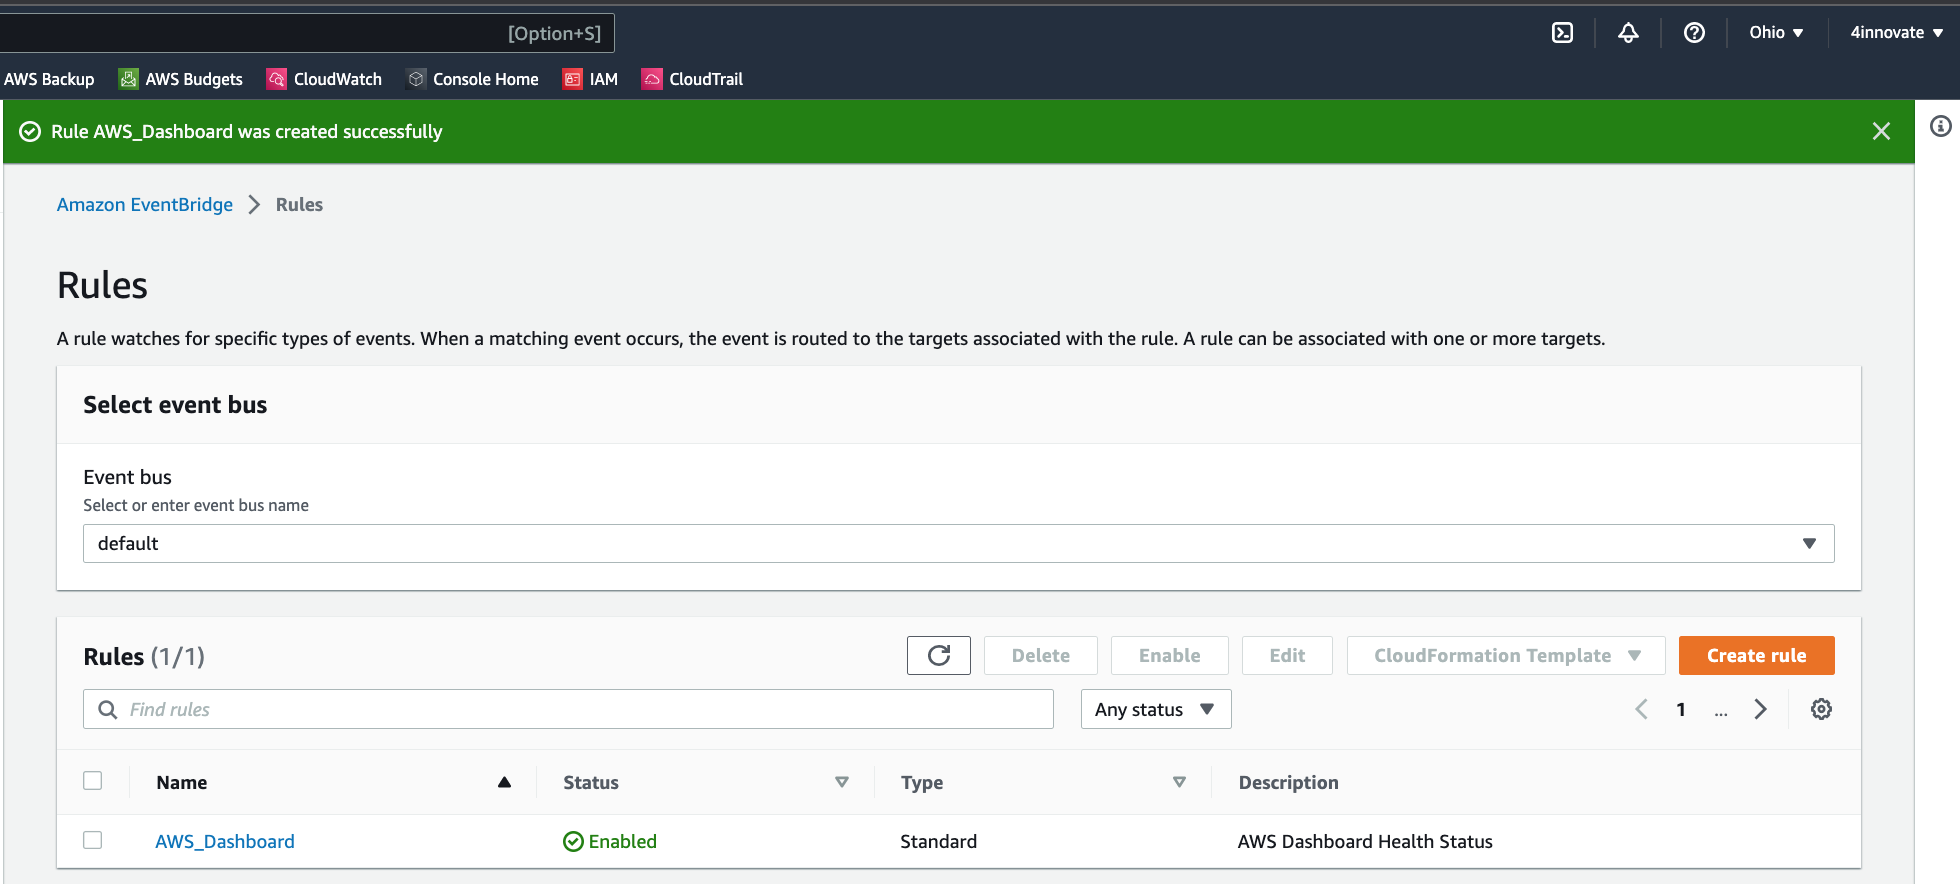 [Option+S]
Ohio ▼
4innovate ▼
AWS Backup
AWS Budgets
CloudWatch
Console Home
IAM
CloudTrail
Rule AWS_Dashboard was created successfully
Amazon EventBridge > Rules
Rules
A rule watches for specific types of events. When a matching event occurs, the event is routed to the targets associated with the rule. A rule can be associated with one or more targets.
Select event bus
Event bus
Select or enter event bus name
default
Rules (1/1)
Delete
Enable
Edit
CloudFormation Template
Create rule
Find rules
Any status
1 ...
Name
Status
Type
Description
AWS_Dashboard
Enabled
Standard
AWS Dashboard Health Status